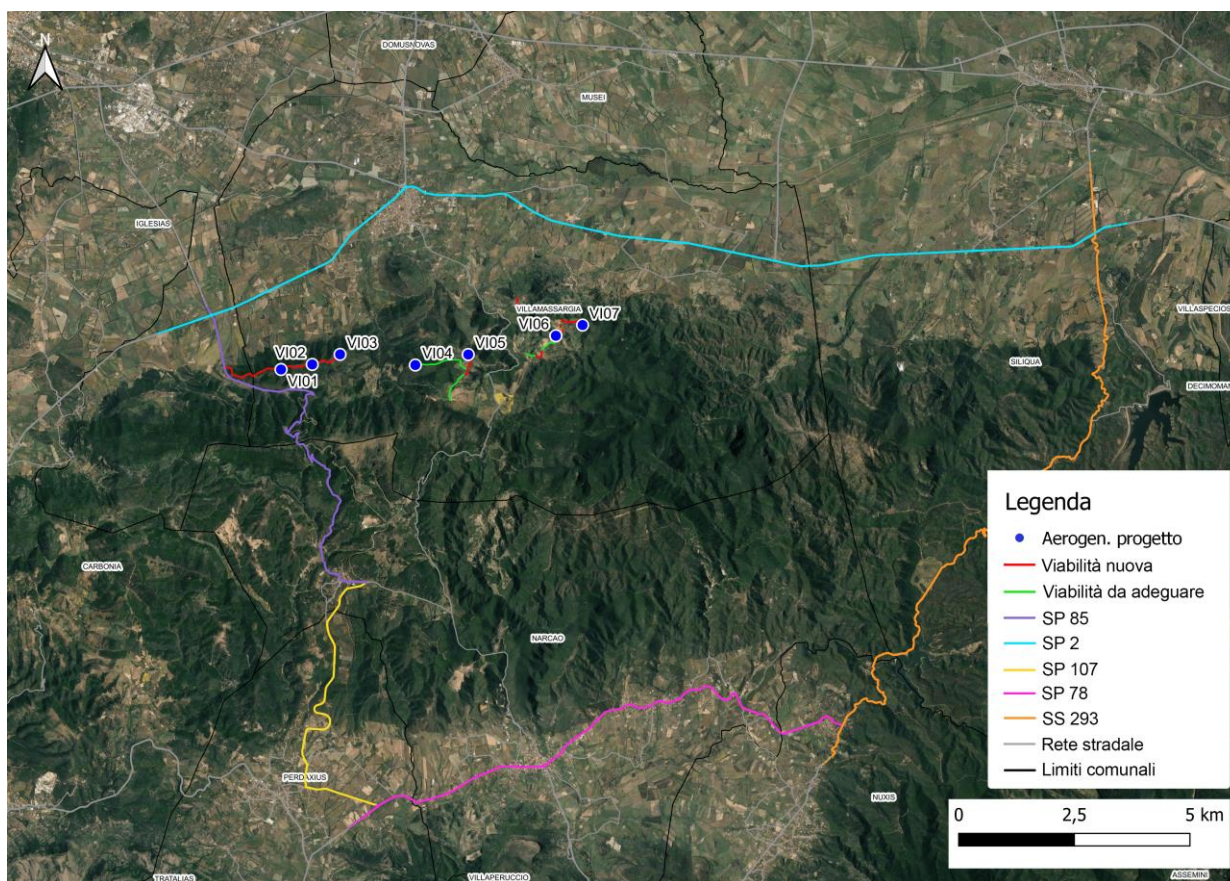 N
DOMUSNOVAS
MUSEI
IGLESIAS
VILLAMASSARGIA
VILLASPECIOS
VI07
VI06
VI03
VI05
VI02
VI04
VI01
SILIQUA
DECIMOMAN
CARBONIA
NARCAO
PERDAXIUS
NUXIS
TRATALIAS
VILLAPERUCCIO
ASSEMINI
Legenda
Aerogen. progetto
Viabilità nuova
Viabilità da adeguare
SP 85
SP 2
SP 107
SP 78
SS 293
Rete stradale
Limiti comunali
0 2,5 5 km